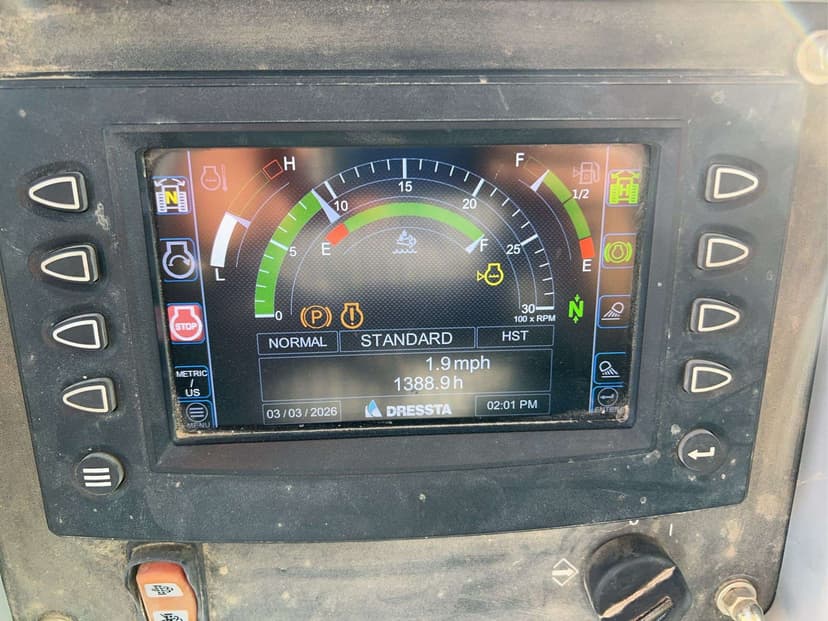 H
F
15
10
20
1/2
N
H
5
E
F
25
L
E
STOP
P
N
0
30
100 x RPM
NORMAL
STANDARD
HST
METRIC
/
US
1.9 mph
1388.9 h
03 / 03 / 2026
DRESSTA
02:01 PM
MENU
ENTER